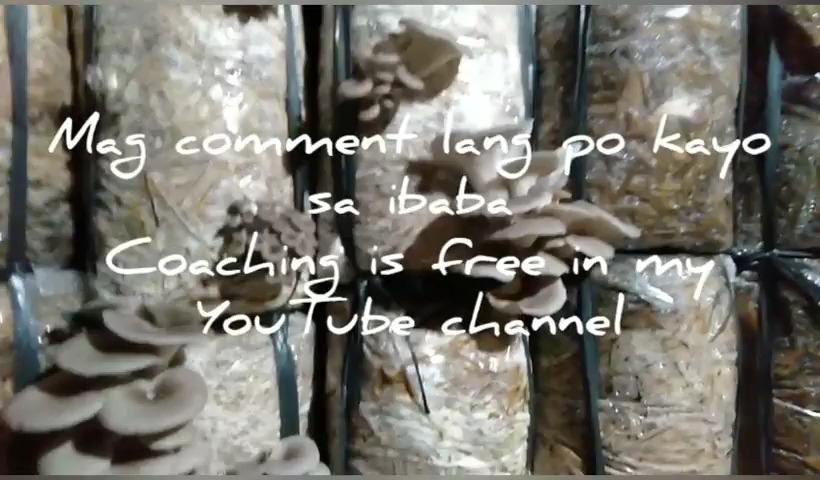 Mag comment lang po kayo
sa ibaba
Coaching is free in my
YouTube channel